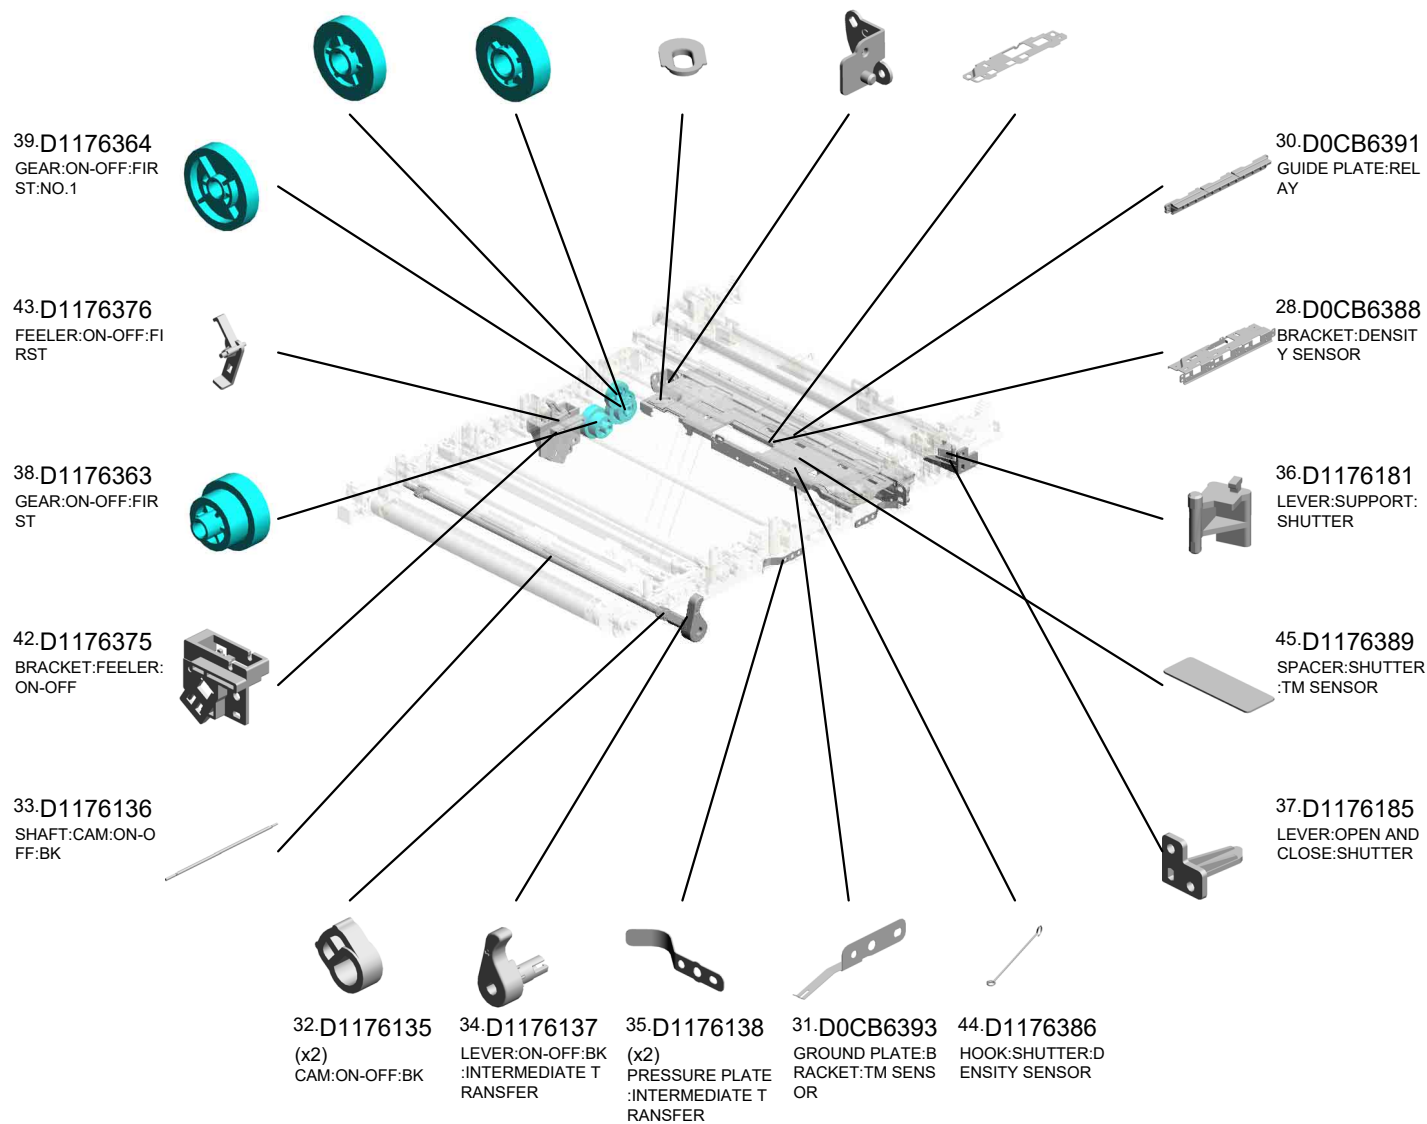 39.D1176364
GEAR:ON-OFF:FIR
ST:NO.1
43.D1176376
FEELER:ON-OFF:FI
RST
38.D1176363
GEAR:ON-OFF:FIR
ST
42.D1176375
BRACKET:FEELER:
ON-OFF
33.D1176136
SHAFT:CAM:ON-O
FF:BK
30.D0CB6391
GUIDE PLATE:REL
AY
28.D0CB6388
BRACKET:DENSIT
Y SENSOR
36.D1176181
LEVER:SUPPORT:
SHUTTER
45.D1176389
SPACER:SHUTTER
:TM SENSOR
37.D1176185
LEVER:OPEN AND
CLOSE:SHUTTER
32.D1176135
(x2)
CAM:ON-OFF:BK
34.D1176137
LEVER:ON-OFF:BK
:INTERMEDIATE T
RANSFER
35.D1176138
(x2)
PRESSURE PLATE
:INTERMEDIATE T
RANSFER
31.D0CB6393
GROUND PLATE:B
RACKET:TM SENS
OR
44.D1176386
HOOK:SHUTTER:D
ENSITY SENSOR